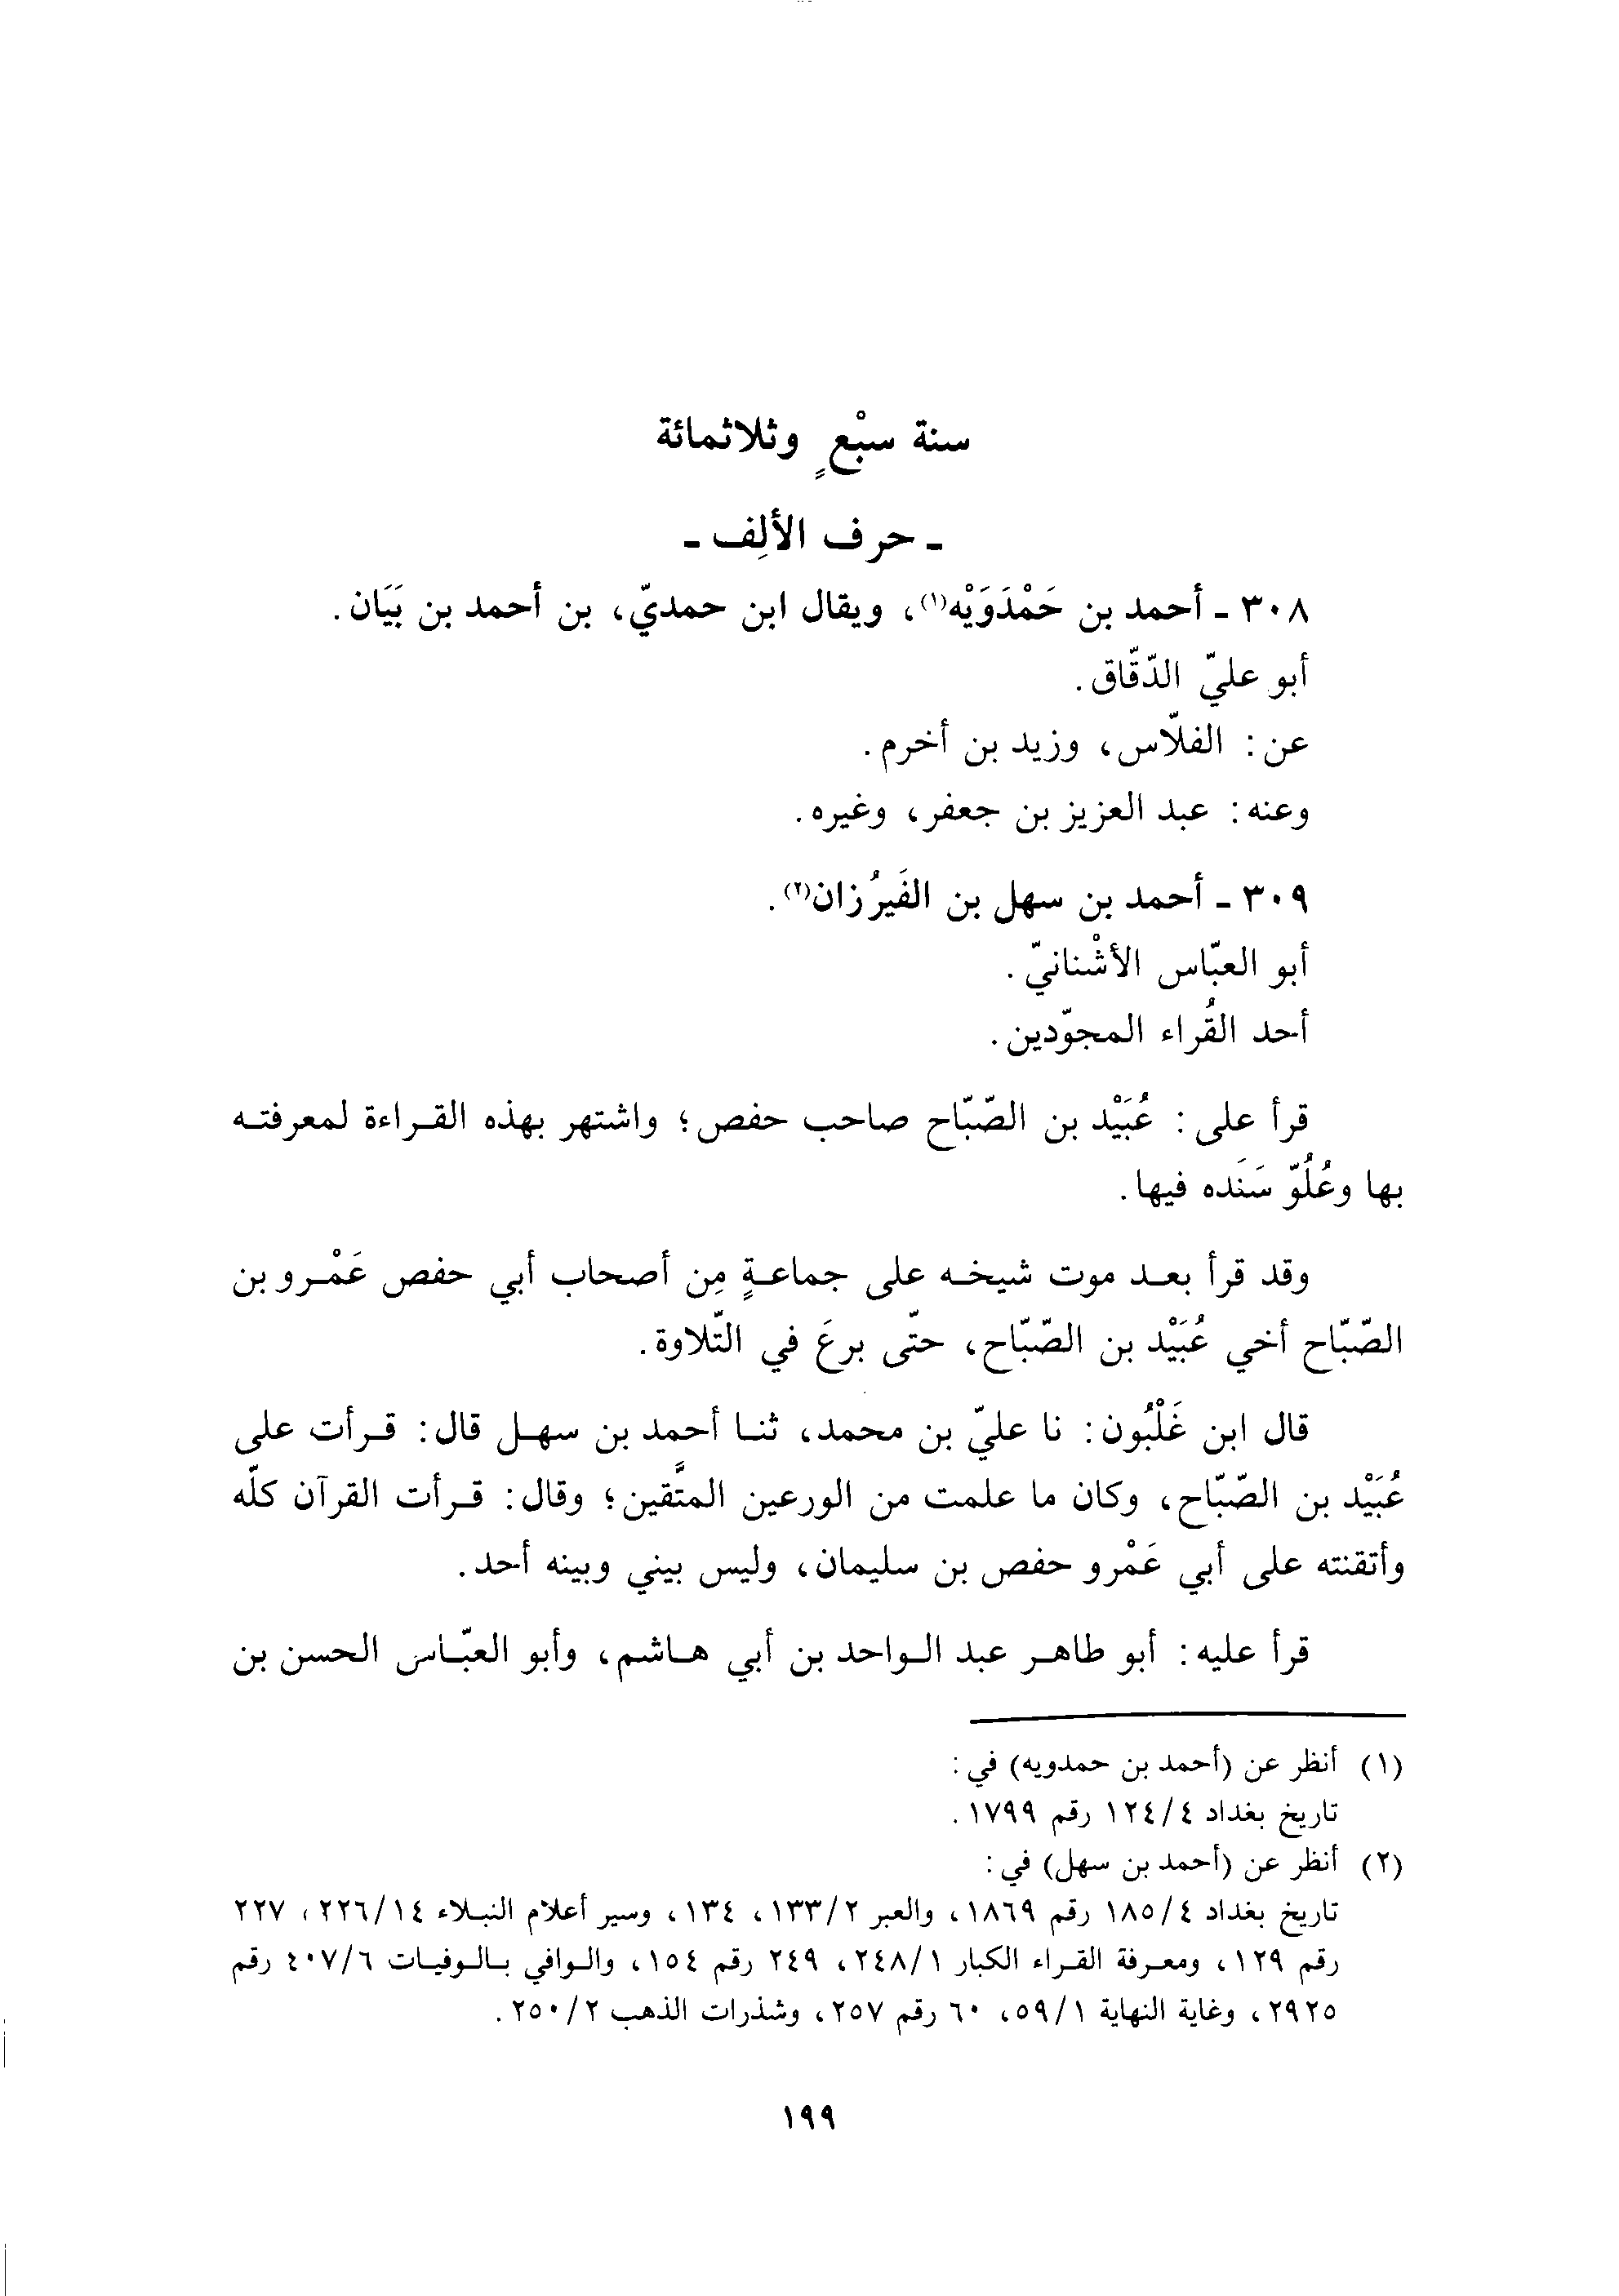 سنة سبْعٍ وثلاثمائة
ـ حرف الألِف ـ
٣٠٨ ـ أحمد بن حَمْدَوَيْه(١)، ويقال ابن حمديّ، بن أحمد بن بَيَان.
أبو عليّ الدّقّاق.
عن: الفلّاس، وزيد بن أخرم.
وعنه: عبد العزيز بن جعفر، وغيره.
٣٠٩ ـ أحمد بن سهل بن الفَيرُزان(٢).
أبو العبّاس الأشْنانيّ.
أحد القُراء المجوّدين.
قرأ على: عُبَيْد بن الصّبّاح صاحب حفص؛ واشتهر بهذه القراءة لمعرفته
بها وعُلُوّ سَنَده فيها.
وقد قرأ بعد موت شيخه على جماعةٍ مِن أصحاب أبي حفص عَمْرو بن
الصّبّاح أخي عُبَيْد بن الصّبّاح، حتّى برعَ في التّلاوة.
قال ابن غَلْبُون: نا عليّ بن محمد، ثنا أحمد بن سهل قال: قرأت على
عُبَيْد بن الصّبّاح، وكان ما علمت من الورعين المتَّقين؛ وقال: قرأت القرآن كلّه
وأتقنته على أبي عَمْرو حفص بن سليمان، وليس بيني وبينه أحد.
قرأ عليه: أبو طاهر عبد الواحد بن أبي هاشم، وأبو العبّاس الحسن بن
(١) أنظر عن (أحمد بن حمدويه) في:
تاريخ بغداد ٤/١٢٤ رقم ١٧٩٩.
(٢) أنظر عن (أحمد بن سهل) في:
تاريخ بغداد ٤/١٨٥ رقم ١٨٦٩، والعبر ٢/١٣٣، ١٣٤، وسير أعلام النبلاء ١٤/٢٢٦، ٢٢٧
رقم ١٢٩، ومعرفة القراء الكبار ١/٢٤٨، ٢٤٩ رقم ١٥٤، والوافي بالوفيات ٦/٤٠٧ رقم
٢٩٢٥، وغاية النهاية ١/٥٩، ٦٠ رقم ٢٥٧، وشذرات الذهب ٢/٢٥٠.
١٩٩